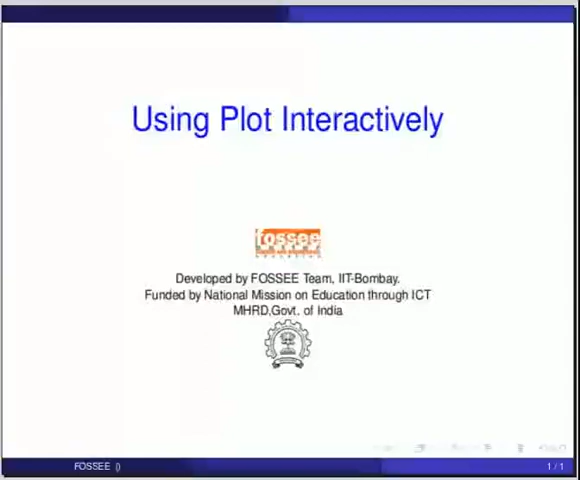 Using Plot Interactively
fossee
Developed by FOSSEE Team, IIT-Bombay.
Funded by National Mission on Education through ICT
MHRD,Govt. of India
FOSSEE ()
1 / 1